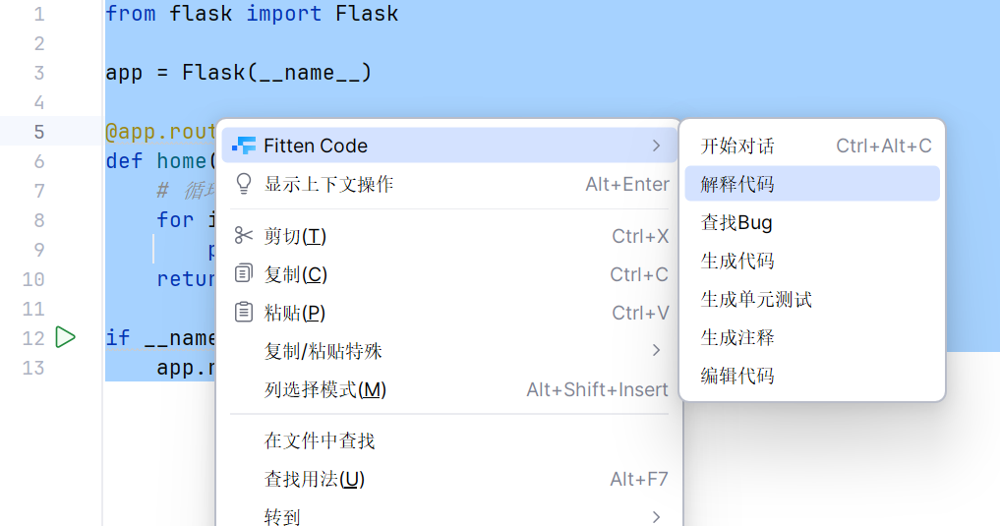 1 from flask import Flask
2
3 app = Flask(__name__)
4
5 @app.rout
6 def home(
7 # 循
8 for i
9 p
10 return
11
12 if __name
13 app.r
Fitten Code
显示上下文操作 Alt+Enter
剪切(T) Ctrl+X
复制(C) Ctrl+C
粘贴(P) Ctrl+V
复制/粘贴特殊
列选择模式(M) Alt+Shift+Insert
在文件中查找
查找用法(U) Alt+F7
转到
开始对话 Ctrl+Alt+C
解释代码
查找Bug
生成代码
生成单元测试
生成注释
编辑代码